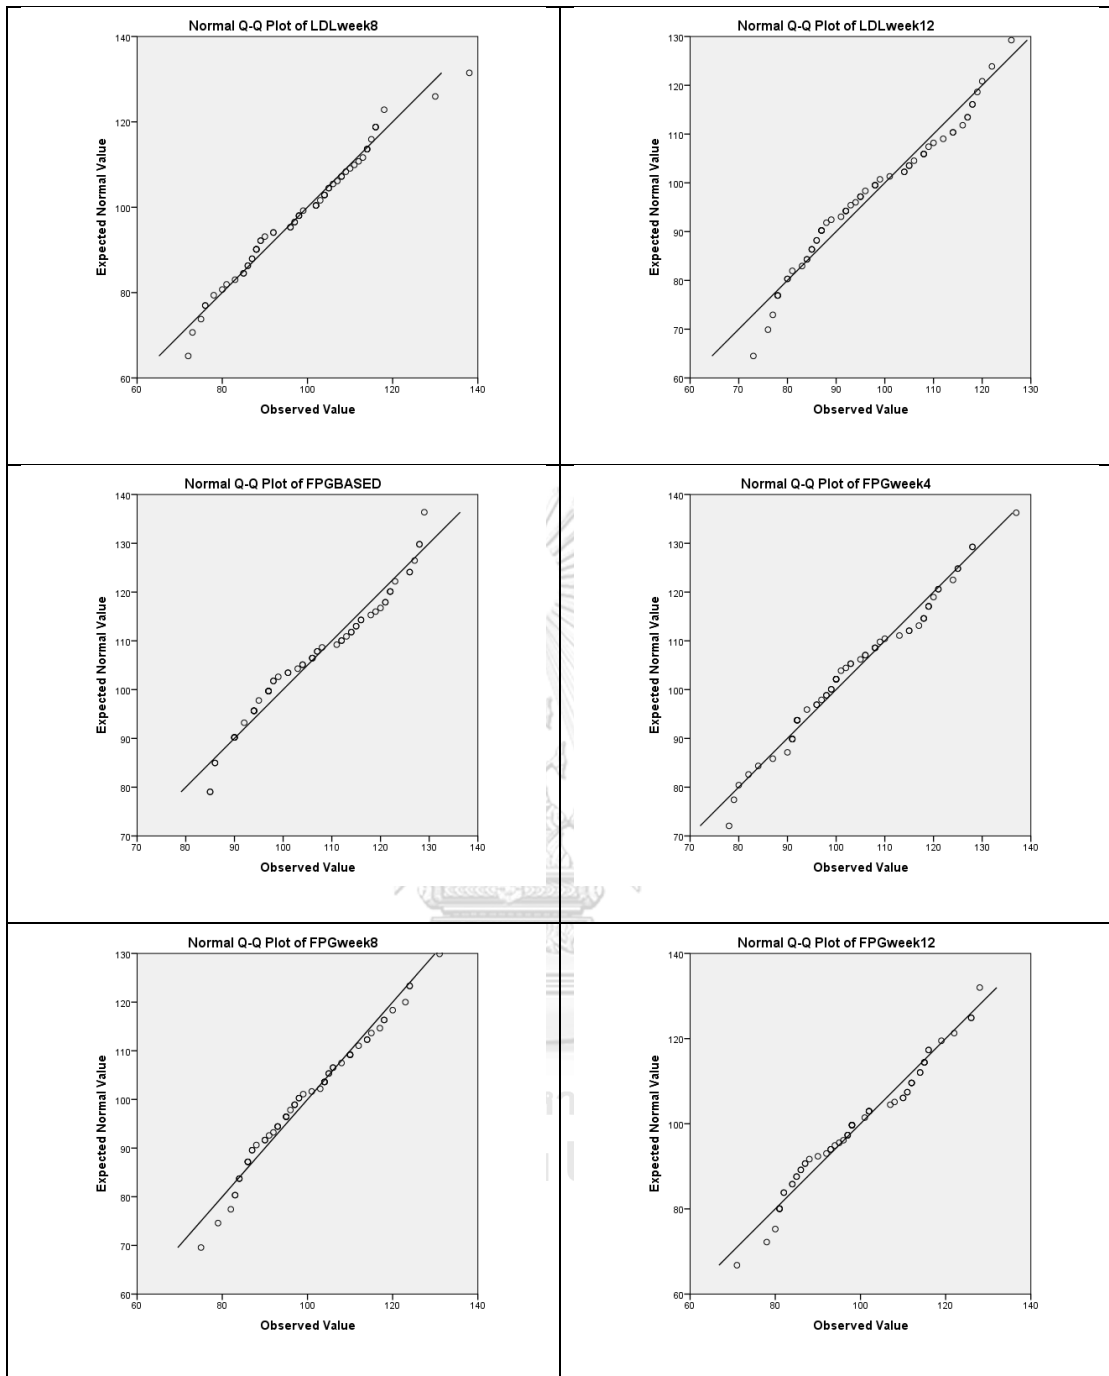 Normal Q-Q Plot of LDLweek8
140
120
100
80
60
Expected Normal Value
60 80 100 120 140
Observed Value
Normal Q-Q Plot of LDLweek12
130
120
110
100
90
80
70
60
Expected Normal Value
60 70 80 90 100 110 120 130
Observed Value
Normal Q-Q Plot of FPGBASED
140
130
120
110
100
90
80
70
Expected Normal Value
70 80 90 100 110 120 130 140
Observed Value
Normal Q-Q Plot of FPGweek4
140
130
120
110
100
90
80
70
Expected Normal Value
70 80 90 100 110 120 130 140
Observed Value
Normal Q-Q Plot of FPGweek8
130
120
110
100
90
80
70
60
Expected Normal Value
60 80 100 120 140
Observed Value
Normal Q-Q Plot of FPGweek12
140
120
100
80
60
Expected Normal Value
60 80 100 120 140
Observed Value